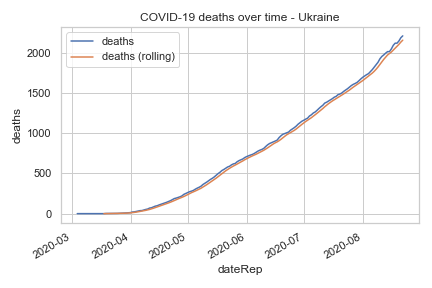 COVID-19 deaths over time - Ukraine
deaths
deaths (rolling)
2000
1500
1000
500
0
deaths
2020-03
2020-04
2020-05
2020-06
2020-07
2020-08
dateRep